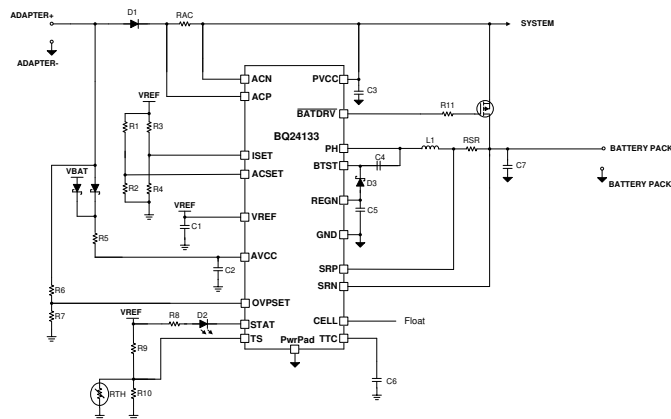 ADAPTER+
D1
RAC
SYSTEM
ADAPTER-
ACN
PVCC
C3
ACP
VREF
BATDRV
R11
BQ24133
R1
R3
PH
L1
RSR
BATTERY PACK
ISET
BTST
C4
C7
ACSET
VBAT
R2
R4
D3
BATTERY PACK
REGN
VREF
VREF
C5
C1
GND
R5
AVCC
SRP
C2
SRN
R6
OVPSET
R7
VREF
R8
D2
STAT
CELL
Float
R9
TS
PwrPad
TTC
RTH
R10
C6